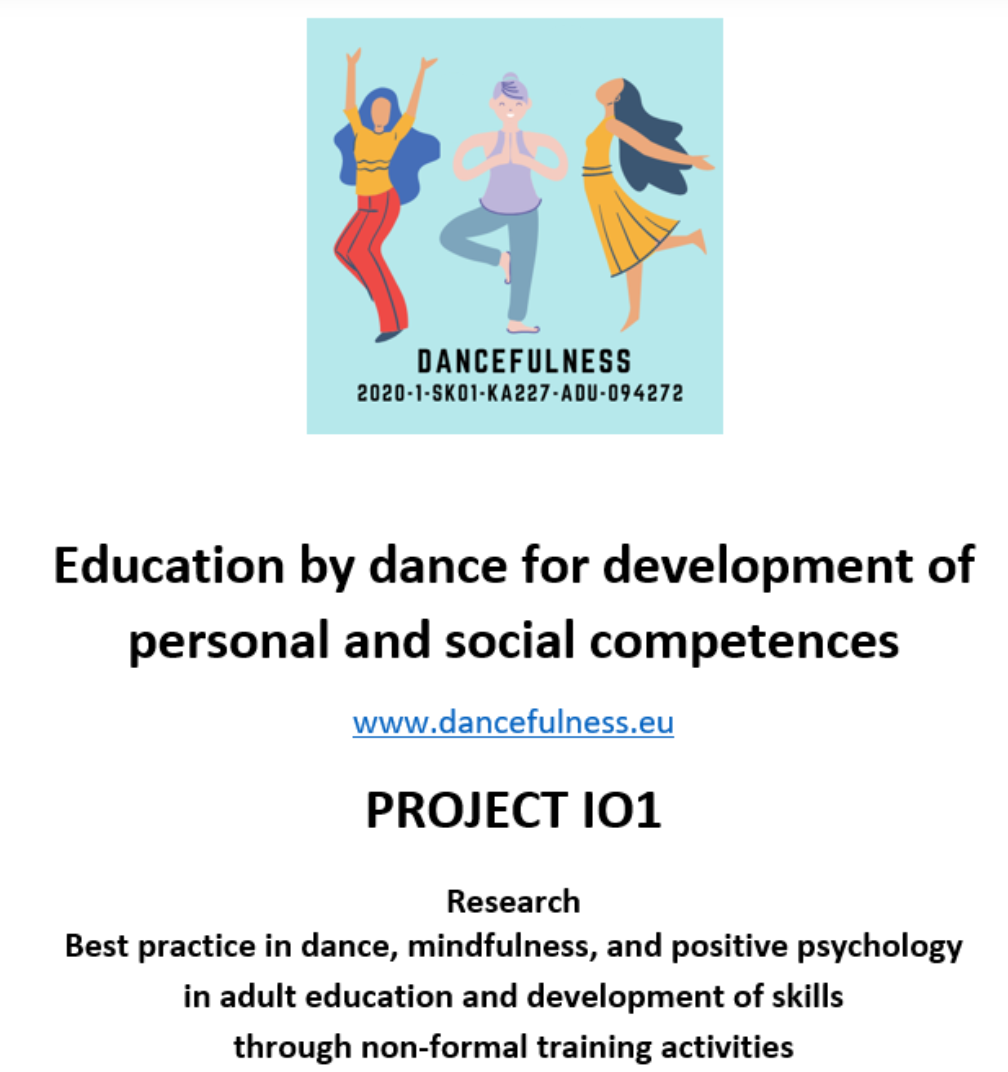 DANCEFULNESS
2020-1-SK01-KA227-ADU-094272
Education by dance for development of
personal and social competences
www.dancefulness.eu
PROJECT IO1
Research
Best practice in dance, mindfulness, and positive psychology
in adult education and development of skills
through non-formal training activities